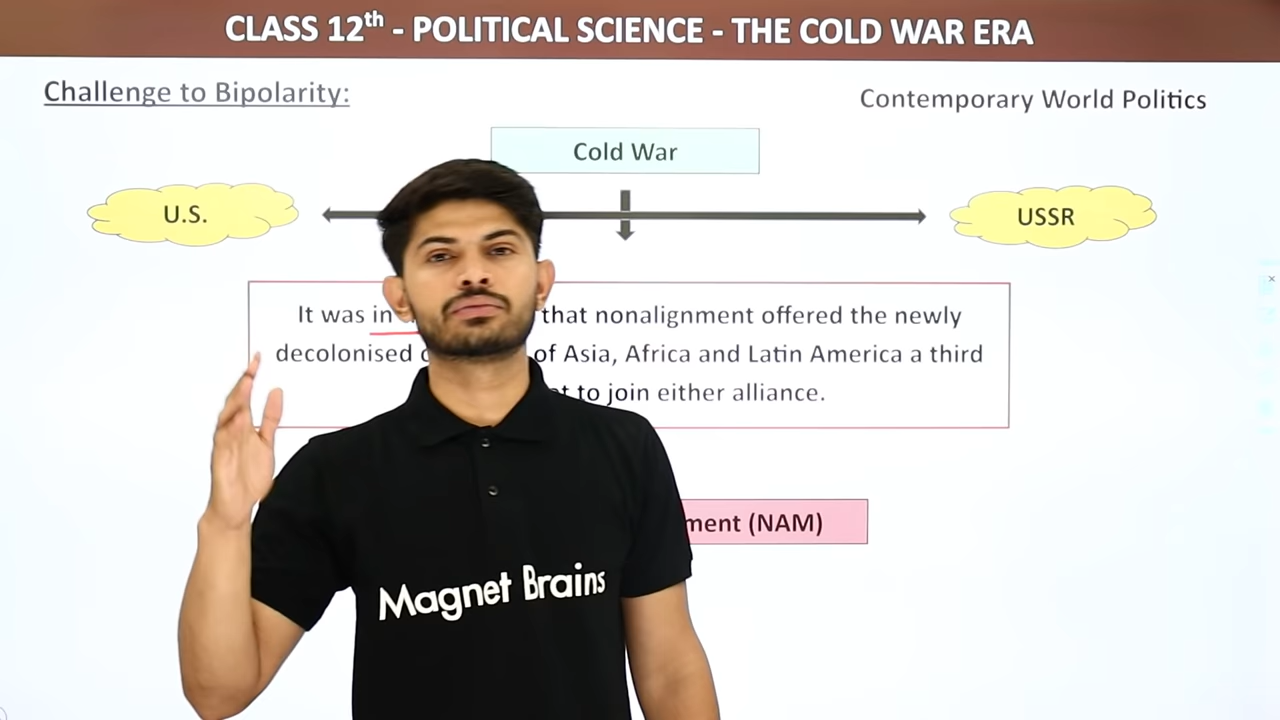 CLASS 12th - POLITICAL SCIENCE - THE COLD WAR ERA
Challenge to Bipolarity:
Contemporary World Politics
Cold War
U.S.
USSR
It was in that nonalignment offered the newly
decolonised of Asia, Africa and Latin America a third
to join either alliance.
(NAM)
Magnet Brains